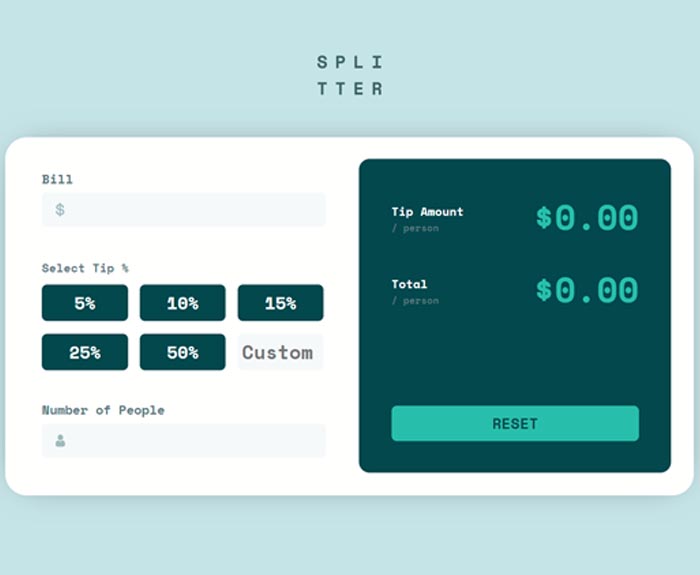 SPLI
TTER
Bill
$
Select Tip %
5% 10% 15%
25% 50% Custom
Number of People
Tip Amount
/ person
$0.00
Total
/ person
$0.00
RESET